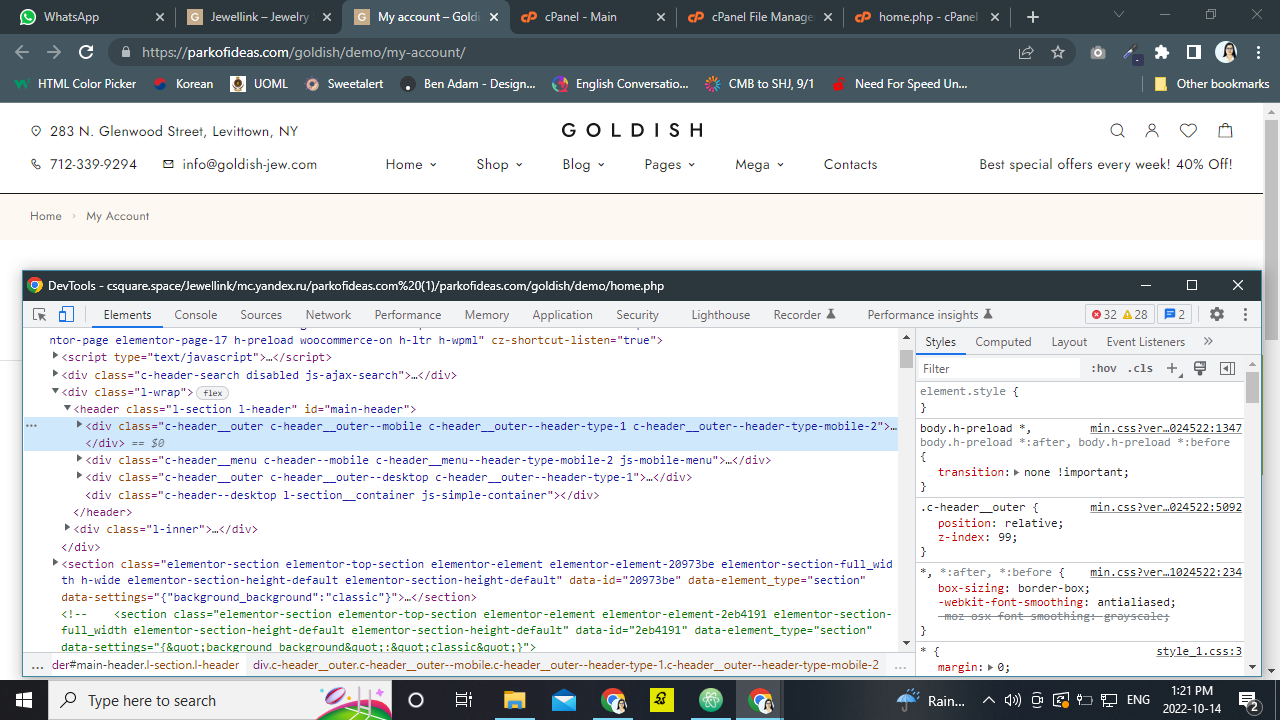 WhatsApp
Jewellink – Jewelry
My account – Goldi
cPanel - Main
cPanel File Manage
home.php - cPanel
https://parkofideas.com/goldish/demo/my-account/
HTML Color Picker
Korean
UOML
Sweetalert
Ben Adam - Design...
English Conversatio...
CMB to SHJ, 9/1
Need For Speed Un...
Other bookmarks
283 N. Glenwood Street, Levittown, NY
GOLDISH
712-339-9294
info@goldish-jew.com
Home
Shop
Blog
Pages
Mega
Contacts
Best special offers every week! 40% Off!
Home › My Account
DevTools - csquare.space/Jewellink/mc.yandex.ru/parkofideas.com%20(1)/parkofideas.com/goldish/demo/home.php
Elements
Console
Sources
Network
Performance
Memory
Application
Security
Lighthouse
Recorder
Performance insights
32
28
2
ntor-page elementor-page-17 h-preload woocommerce-on h-ltr h-wpml" cz-shortcut-listen="true">
<script type="text/javascript">…</script>
<div class="c-header-search disabled js-ajax-search">…</div>
<div class="l-wrap"> flex
<header class="l-section l-header" id="main-header">
<div class="c-header__outer c-header__outer--mobile c-header__outer--header-type-1 c-header__outer--header-type-mobile-2">…
</div> == $0
<div class="c-header__menu c-header--mobile c-header__menu--header-type-mobile-2 js-mobile-menu">…</div>
<div class="c-header__outer c-header__outer--desktop c-header__outer--header-type-1">…</div>
<div class="c-header--desktop l-section__container js-simple-container"></div>
</header>
<div class="l-inner">…</div>
</div>
<section class="elementor-section elementor-top-section elementor-element elementor-element-20973be elementor-section-full_wid
th h-wide elementor-section-height-default elementor-section-height-default" data-id="20973be" data-element_type="section"
data-settings="{"background_background":"classic"}">…</section>
<!-- <section class="elementor-section elementor-top-section elementor-element elementor-element-2eb4191 elementor-section-
full_width elementor-section-height-default elementor-section-height-default" data-id="2eb4191" data-element_type="section"
data-settings="{&quot;background_background&quot;:&quot;classic&quot;}">
... der#main-header.l-section.l-header
div.c-header__outer.c-header__outer--mobile.c-header__outer--header-type-1.c-header__outer--header-type-mobile-2 ...
Styles
Computed
Layout
Event Listeners
Filter
:hov
.cls
element.style {
}
body.h-preload *, min.css?ver…024522:1347
body.h-preload *:after, body.h-preload *:before
{
transition: none !important;
}
.c-header__outer { min.css?ver…024522:5092
position: relative;
z-index: 99;
}
*, *:after, *:before { min.css?ver…1024522:234
box-sizing: border-box;
-webkit-font-smoothing: antialiased;
-moz-osx-font-smoothing: grayscale;
}
* { style_1.css:3
margin: 0;
Type here to search
Rain...
ENG
1:21 PM
2022-10-14
2